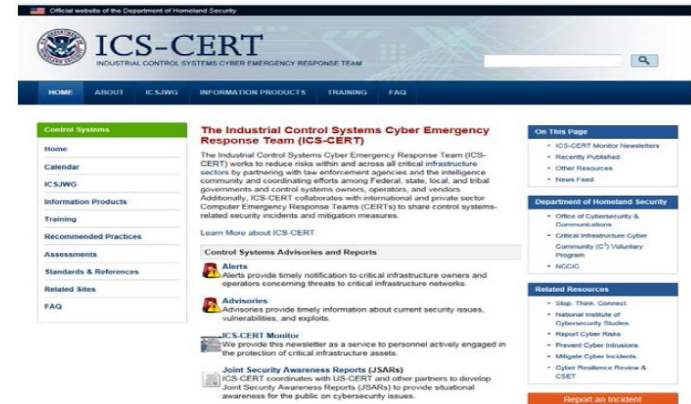 Official website of the Department of Homeland Security
ICS-CERT
INDUSTRIAL CONTROL SYSTEMS CYBER EMERGENCY RESPONSE TEAM
HOME ABOUT ICSJWG INFORMATION PRODUCTS TRAINING FAQ
Control Systems
Home
Calendar
ICSJWG
Information Products
Training
Recommended Practices
Assessments
Standards & References
Related Sites
FAQ
The Industrial Control Systems Cyber Emergency
Response Team (ICS-CERT)
The Industrial Control Systems Cyber Emergency Response Team (ICS-
CERT) works to reduce risks within and across all critical infrastructure
sectors by partnering with law enforcement agencies and the intelligence
community and coordinating efforts among Federal, state, local, and tribal
governments and control systems owners, operators, and vendors.
Additionally, ICS-CERT collaborates with international and private sector
Computer Emergency Response Teams (CERTs) to share control systems-
related security incidents and mitigation measures.
Learn More about ICS-CERT
Control Systems Advisories and Reports
Alerts
Alerts provide timely notification to critical infrastructure owners and
operators concerning threats to critical infrastructure networks.
Advisories
Advisories provide timely information about current security issues,
vulnerabilities, and exploits.
ICS-CERT Monitor
We provide this newsletter as a service to personnel actively engaged in
the protection of critical infrastructure assets.
Joint Security Awareness Reports (JSARs)
ICS-CERT coordinates with US-CERT and other partners to develop
Joint Security Awareness Reports (JSARs) to provide situational
awareness for the public on cybersecurity issues.
On This Page
ICS-CERT Monitor Newsletters
Recently Published
Other Resources
News Feed
Department of Homeland Security
Office of Cybersecurity &
Communications
Critical Infrastructure Cyber
Community (C³) Voluntary
Program
NCCIC
Related Resources
Stop. Think. Connect.
National Institute of
Cybersecurity Studies
Report Cyber Risks
Prevent Cyber Intrusions
Mitigate Cyber Incidents
Cyber Resilience Review &
CSET
Report an Incident